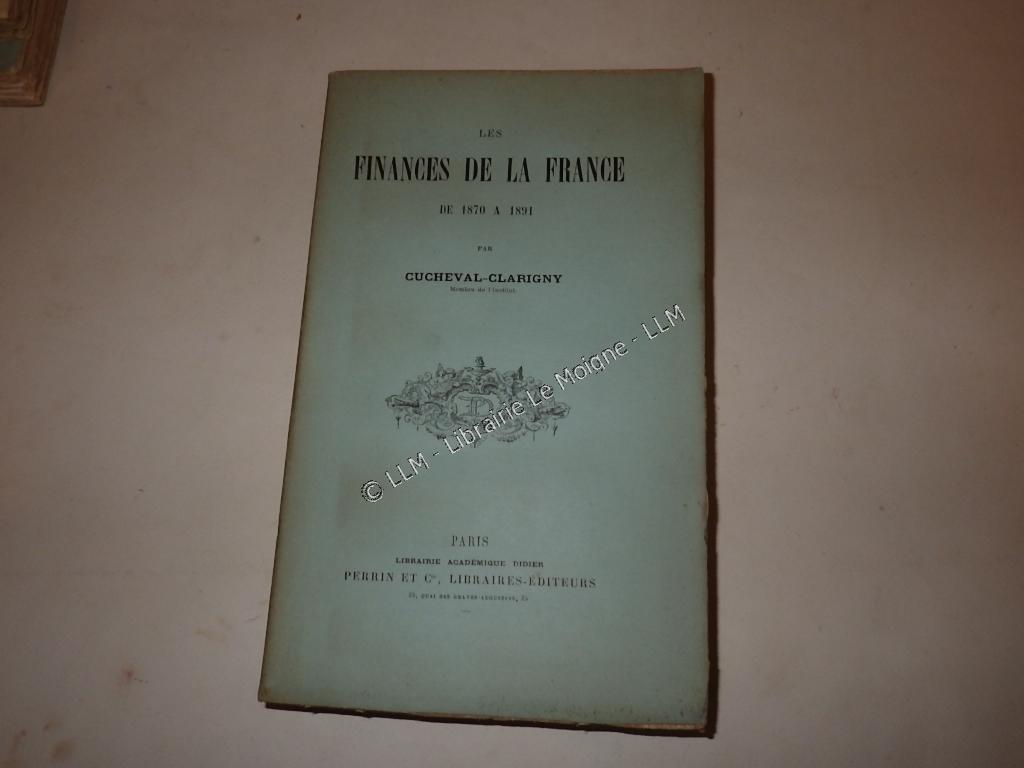 LES
FINANCES DE LA FRANCE
DE 1870 A 1891
PAR
CUCHEVAL-CLARIGNY
Membre de l'Institut
© LLM - Librairie Le Moigne - LLM
PARIS
LIBRAIRIE ACADÉMIQUE DIDIER
PERRIN ET Cie, LIBRAIRES-ÉDITEURS
35, QUAI DES GRANDS-AUGUSTINS, 35